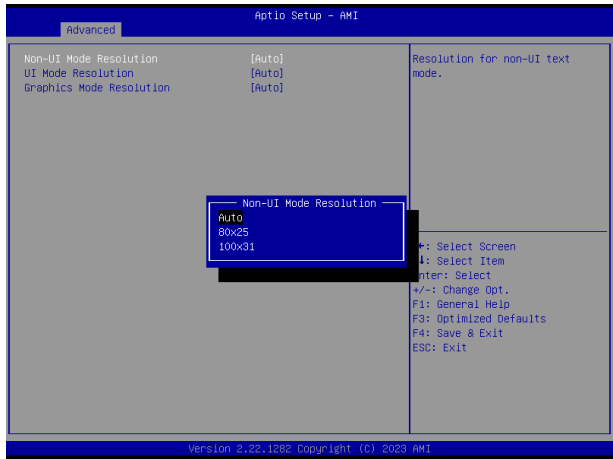 Aptio Setup - AMI
Advanced
Non-UI Mode Resolution [Auto]
UI Mode Resolution [Auto]
Graphics Mode Resolution [Auto]
Resolution for non-UI text
mode.
Non-UI Mode Resolution
Auto
80x25
100x31
←: Select Screen
↓: Select Item
nter: Select
+/-: Change Opt.
F1: General Help
F3: Optimized Defaults
F4: Save & Exit
ESC: Exit
Version 2.22.1282 Copyright (C) 2023 AMI